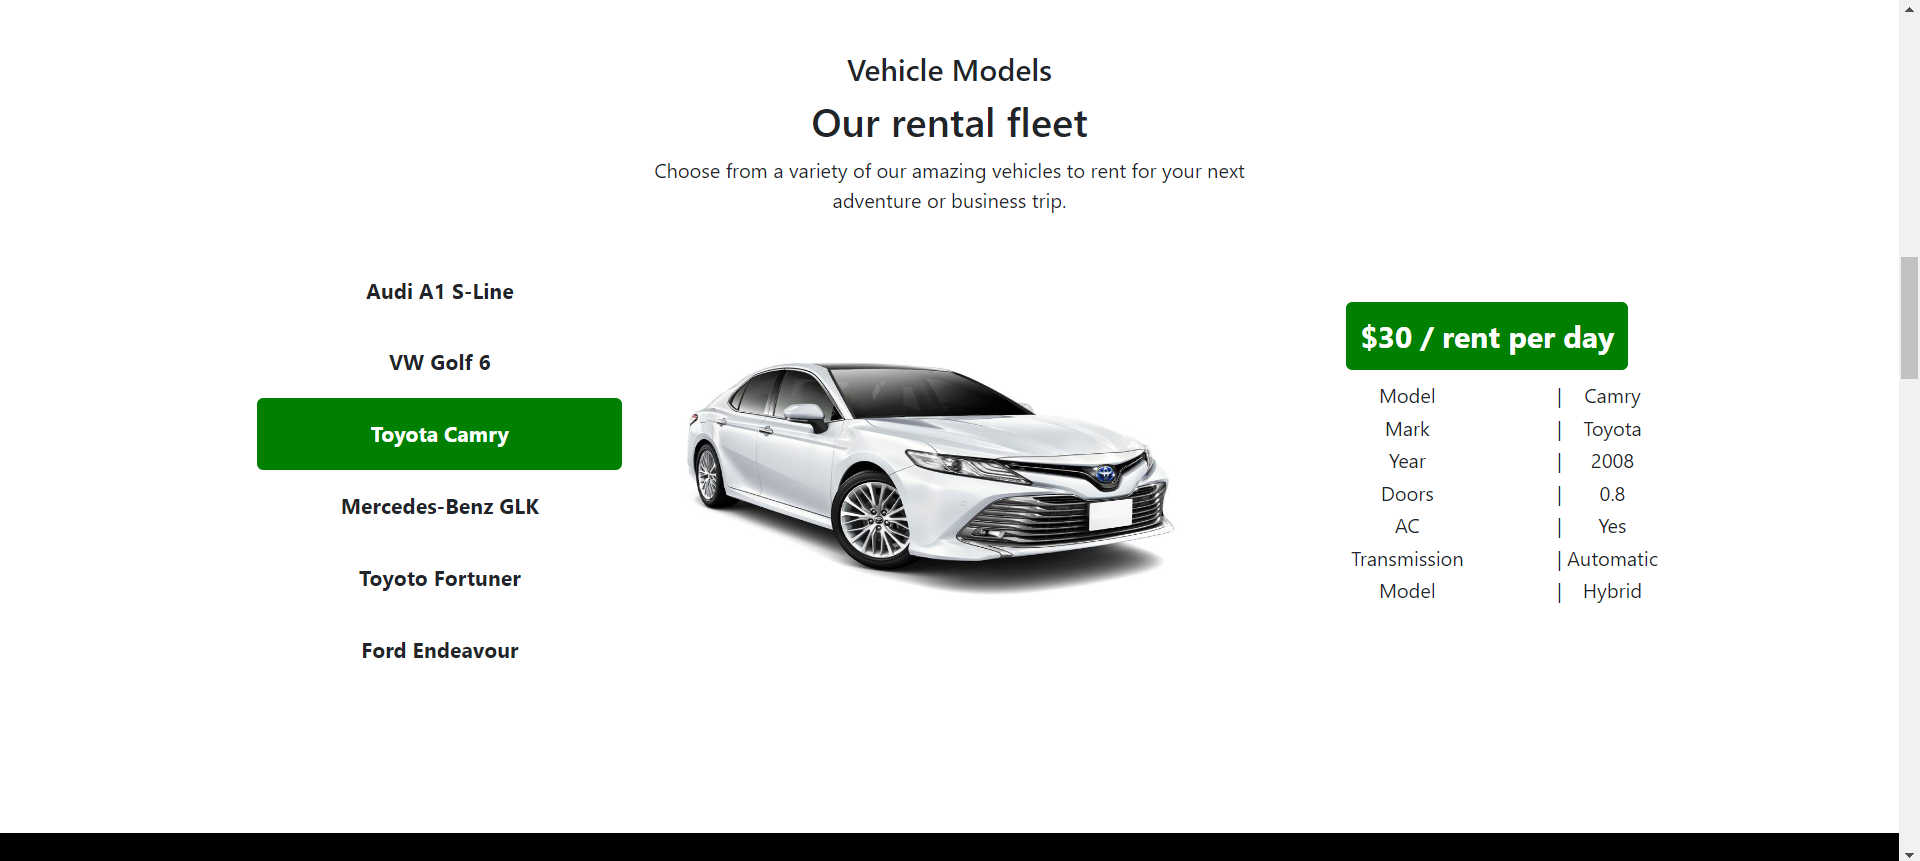 Vehicle Models
Our rental fleet
Choose from a variety of our amazing vehicles to rent for your next
adventure or business trip.
Audi A1 S-Line
VW Golf 6
Toyota Camry
Mercedes-Benz GLK
Toyoto Fortuner
Ford Endeavour
$30 / rent per day
Model | Camry
Mark | Toyota
Year | 2008
Doors | 0.8
AC | Yes
Transmission | Automatic
Model | Hybrid